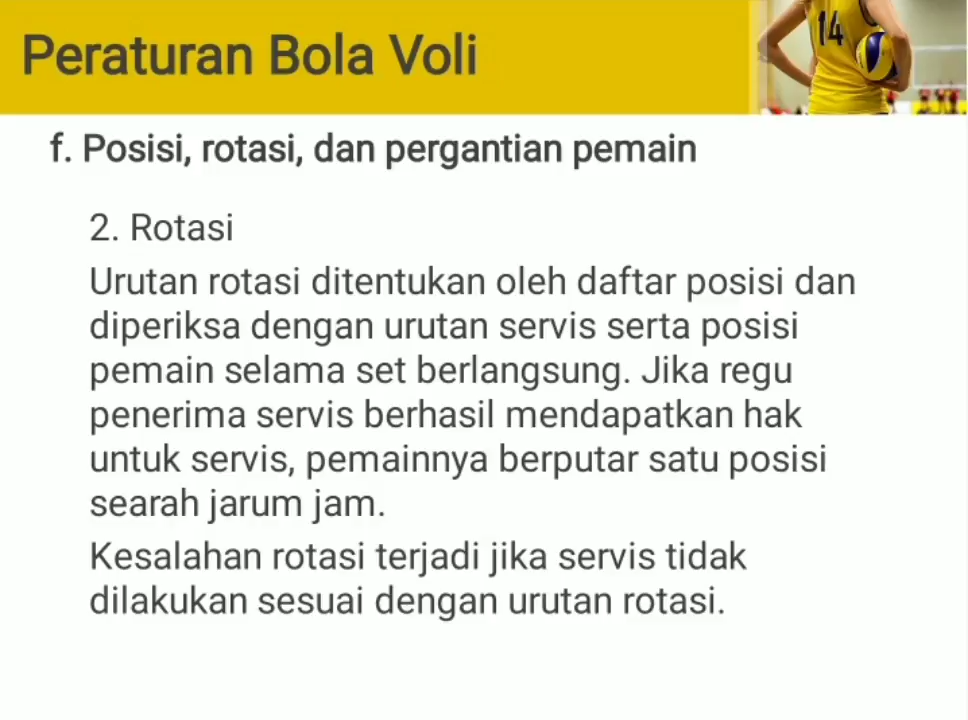 Peraturan Bola Voli
14
f. Posisi, rotasi, dan pergantian pemain
2. Rotasi
Urutan rotasi ditentukan oleh daftar posisi dan
diperiksa dengan urutan servis serta posisi
pemain selama set berlangsung. Jika regu
penerima servis berhasil mendapatkan hak
untuk servis, pemainnya berputar satu posisi
searah jarum jam.
Kesalahan rotasi terjadi jika servis tidak
dilakukan sesuai dengan urutan rotasi.